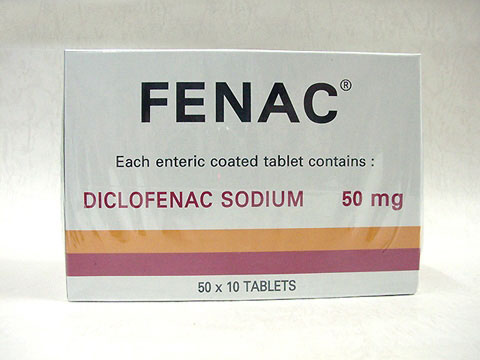 FENAC®
Each enteric coated tablet contains :
DICLOFENAC SODIUM 50 mg
50 x 10 TABLETS